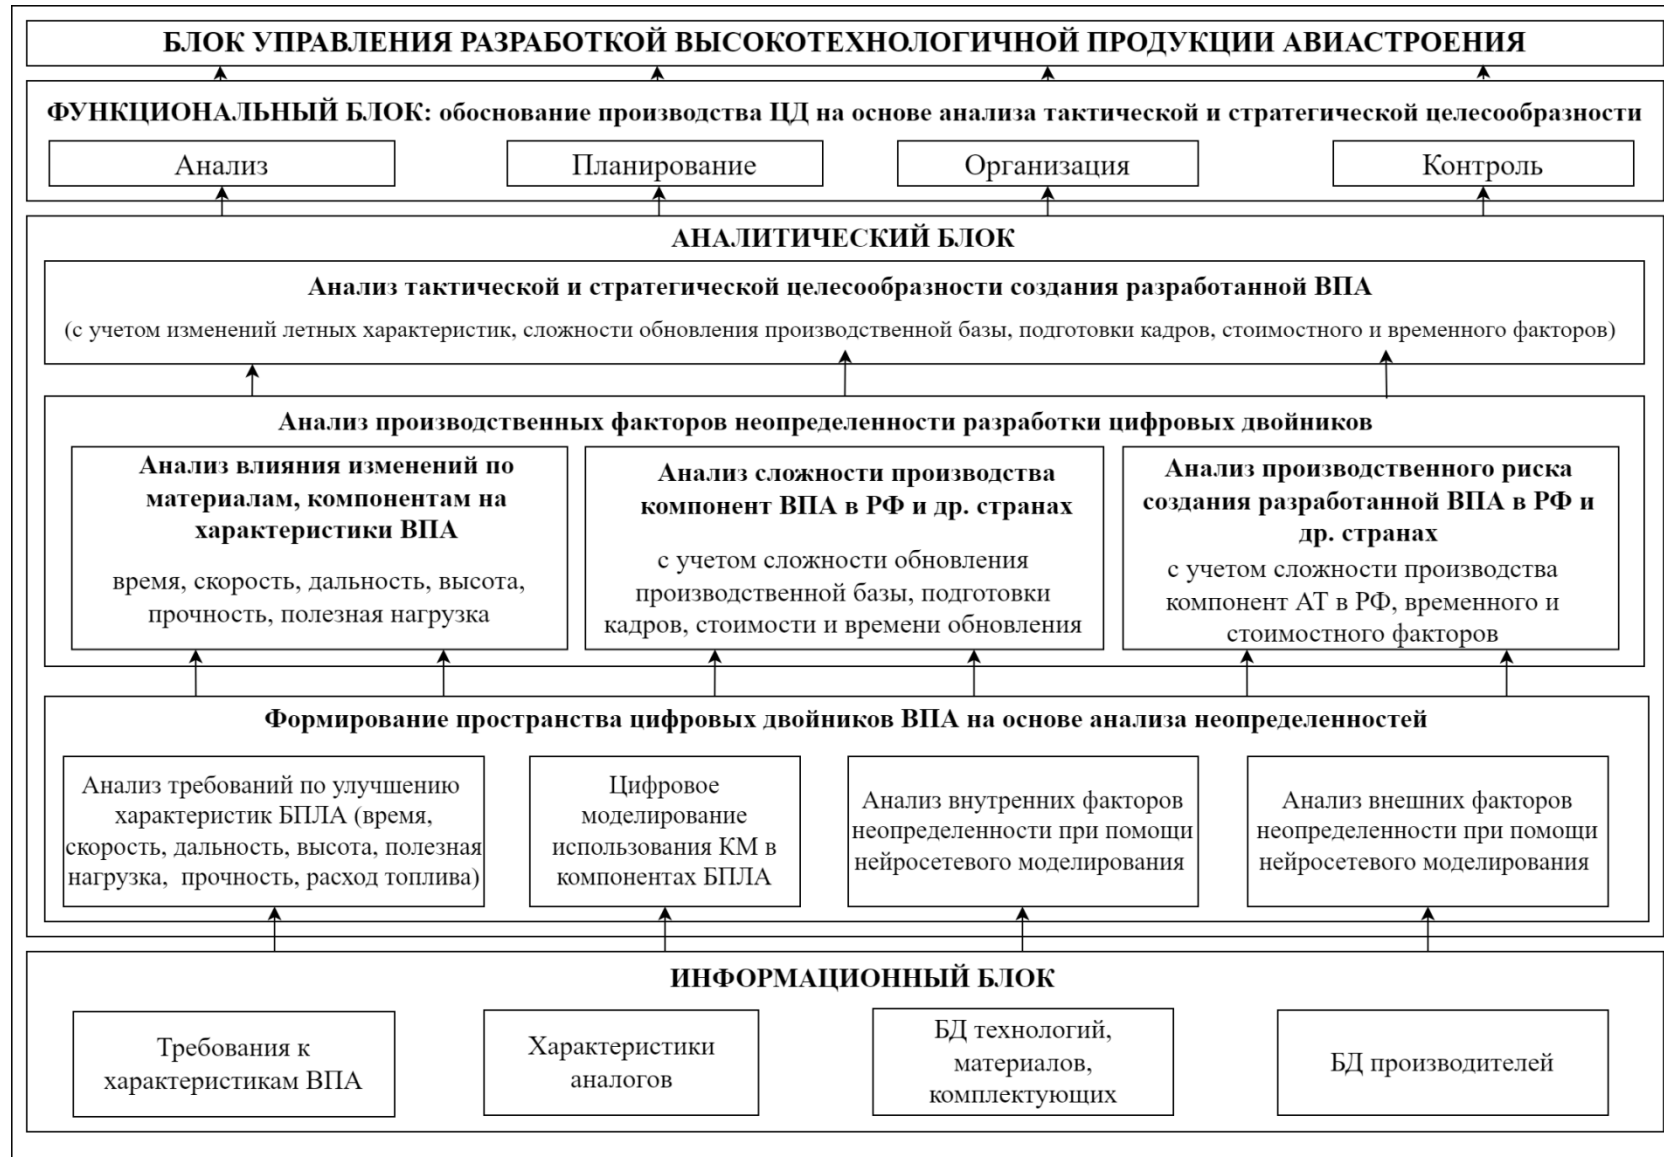 БЛОК УПРАВЛЕНИЯ РАЗРАБОТКОЙ ВЫСОКОТЕХНОЛОГИЧНОЙ ПРОДУКЦИИ АВИАСТРОЕНИЯ
ФУНКЦИОНАЛЬНЫЙ БЛОК: обоснование производства ЦД на основе анализа тактической и стратегической целесообразности
Анализ
Планирование
Организация
Контроль
АНАЛИТИЧЕСКИЙ БЛОК
Анализ тактической и стратегической целесообразности создания разработанной ВПА
(с учетом изменений летных характеристик, сложности обновления производственной базы, подготовки кадров, стоимостного и временного факторов)
Анализ производственных факторов неопределенности разработки цифровых двойников
Анализ влияния изменений по
материалам, компонентам на
характеристики ВПА
время, скорость, дальность, высота,
прочность, полезная нагрузка
Анализ сложности производства
компонент ВПА в РФ и др. странах
с учетом сложности обновления
производственной базы, подготовки
кадров, стоимости и времени обновления
Анализ производственного риска
создания разработанной ВПА в РФ и
др. странах
с учетом сложности производства
компонент АТ в РФ, временного и
стоимостного факторов
Формирование пространства цифровых двойников ВПА на основе анализа неопределенностей
Анализ требований по улучшению
характеристик БПЛА (время,
скорость, дальность, высота, полезная
нагрузка, прочность, расход топлива)
Цифровое
моделирование
использования КМ в
компонентах БПЛА
Анализ внутренних факторов
неопределенности при помощи
нейросетевого моделирования
Анализ внешних факторов
неопределенности при помощи
нейросетевого моделирования
ИНФОРМАЦИОННЫЙ БЛОК
Требования к
характеристикам ВПА
Характеристики
аналогов
БД технологий,
материалов,
комплектующих
БД производителей